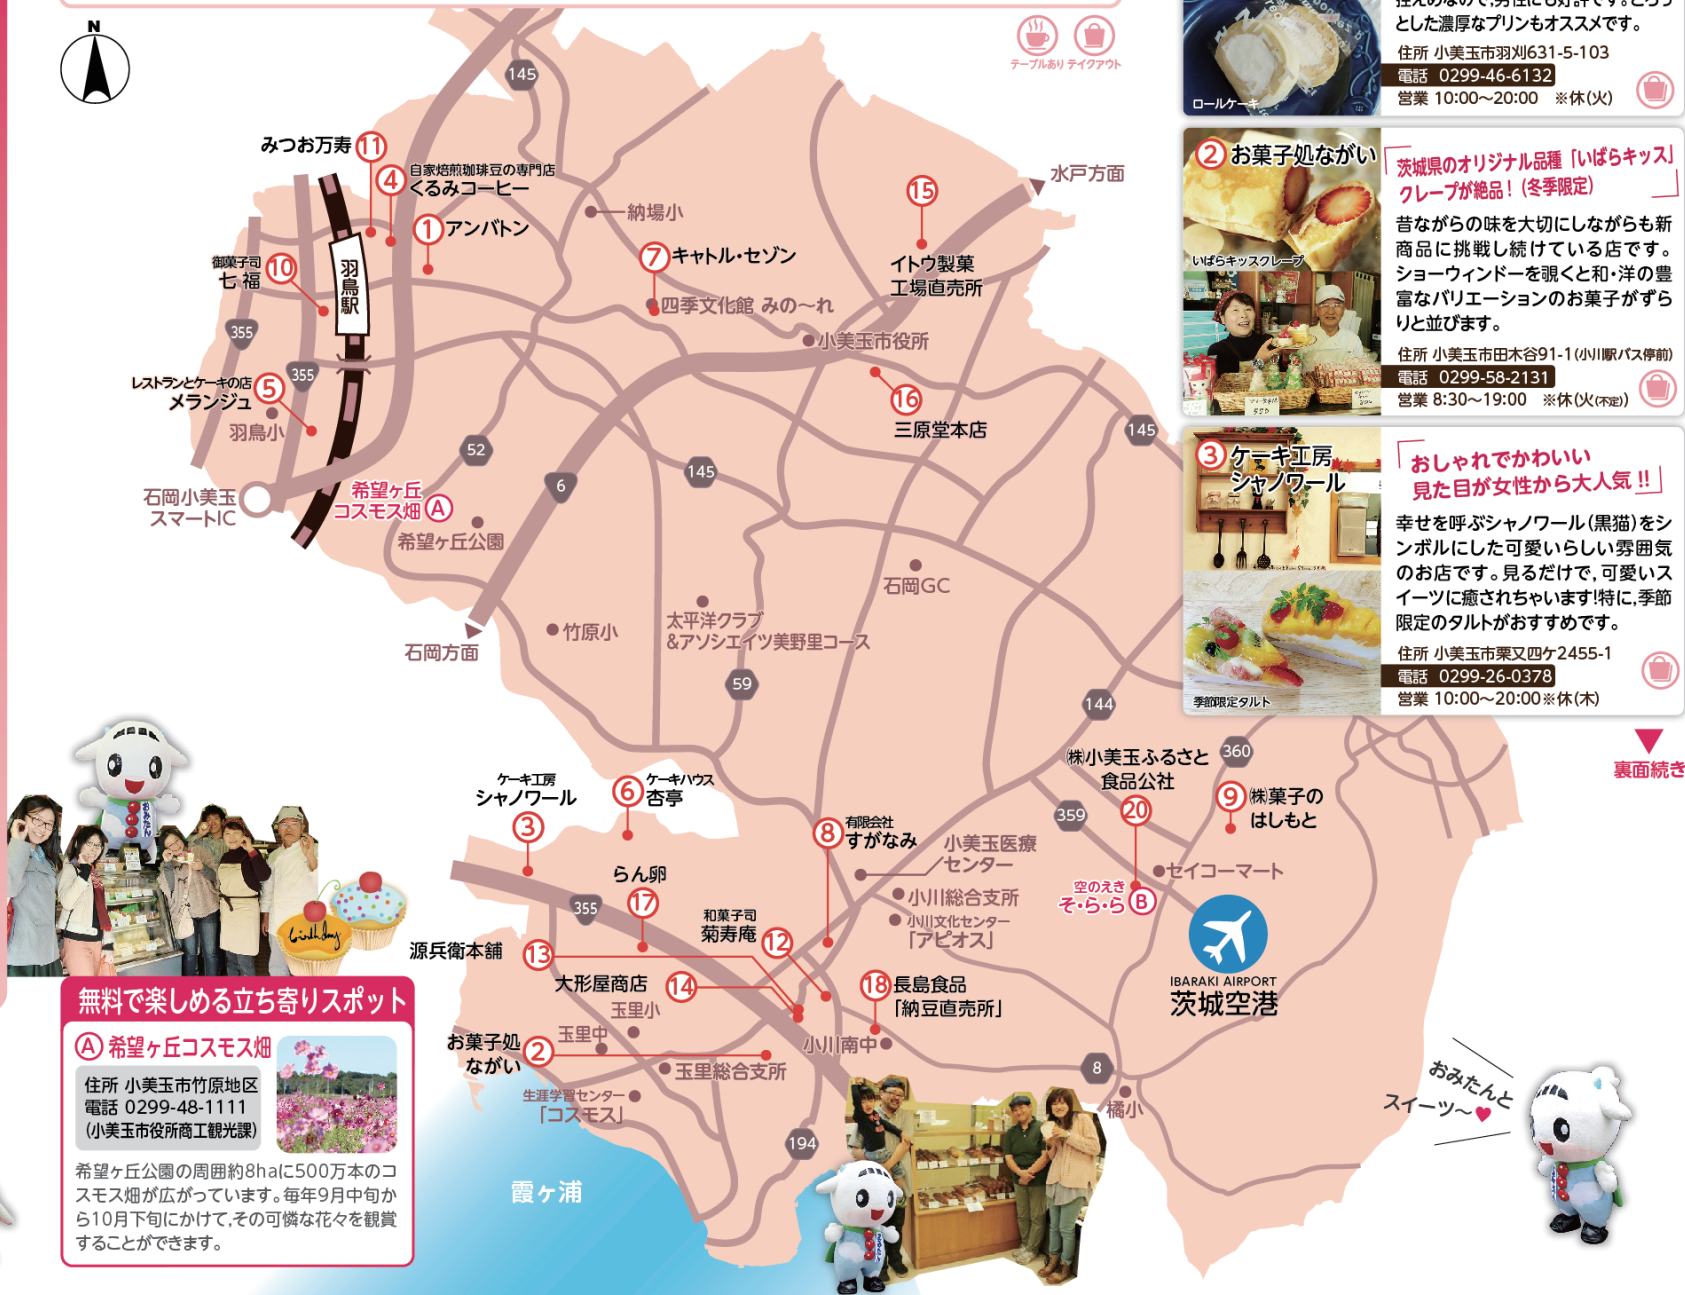 N
テーブルあり テイクアウト
とした濃厚なプリンもオススメです。
住所 小美玉市羽刈631-5-103
電話 0299-46-6132
営業 10:00〜20:00 ※休(火)
ロールケーキ
② お菓子処ながい
いばらキッスクレープ
「茨城県のオリジナル品種「いばらキッス」
クレープが絶品!(冬季限定)」
昔ながらの味を大切にしながらも新
商品に挑戦し続けている店です。
ショーウィンドーを覗くと和・洋の豊
富なバリエーションのお菓子がずら
りと並びます。
住所 小美玉市田木谷91-1(小川駅バス停前)
電話 0299-58-2131
営業 8:30〜19:00 ※休(火(不定))
③ ケーキ工房
シャノワール
季節限定タルト
「おしゃれでかわいい
見た目が女性から大人気!!」
幸せを呼ぶシャノワール(黒猫)をシ
ンボルにした可愛いらしい雰囲気
のお店です。見るだけで,可愛いス
イーツに癒されちゃいます!特に,季節
限定のタルトがおすすめです。
住所 小美玉市栗又四ケ2455-1
電話 0299-26-0378
営業 10:00〜20:00※休(木)
裏面続き
145
みつお万寿 ⑪
④ 自家焙煎珈琲豆の専門店
くるみコーヒー
① アンバトン
納場小
水戸方面
⑮
イトウ製菓
工場直売所
⑦ キャトル・セゾン
四季文化館 みの〜れ
小美玉市役所
御菓子司
七福 ⑩
羽鳥駅
355
355
レストランとケーキの店
メランジュ ⑤
羽鳥小
⑯
三原堂本店
145
52
145
6
石岡小美玉
スマートIC
希望ヶ丘
コスモス畑 Ⓐ
希望ヶ丘公園
石岡GC
竹原小
石岡方面
太平洋クラブ
&アソシエイツ美野里コース
59
144
360
㈱小美玉ふるさと
食品公社
⑳
359
⑨ ㈱菓子の
はしもと
ケーキ工房
シャノワール
③
⑥ ケーキハウス
杏亭
⑧ 有限会社
すがなみ
小美玉医療
センター
セイコーマート
空のえき
そ・ら・ら Ⓑ
小川総合支所
小川文化センター
「アピオス」
らん卵
⑰
355
和菓子司
菊寿庵 ⑫
源兵衛本舗 ⑬
大形屋商店 ⑭
⑱ 長島食品
「納豆直売所」
IBARAKI AIRPORT
茨城空港
玉里小
玉里中
お菓子処
ながい ②
小川南中
玉里総合支所
生涯学習センター
「コスモス」
8
橘小
194
霞ヶ浦
おみたんと
スイーツ〜♥
おみたん
birthday
無料で楽しめる立ち寄りスポット
Ⓐ 希望ヶ丘コスモス畑
住所 小美玉市竹原地区
電話 0299-48-1111
(小美玉市役所商工観光課)
希望ヶ丘公園の周囲約8haに500万本のコ
スモス畑が広がっています。毎年9月中旬か
ら10月下旬にかけて,その可憐な花々を観賞
することができます。